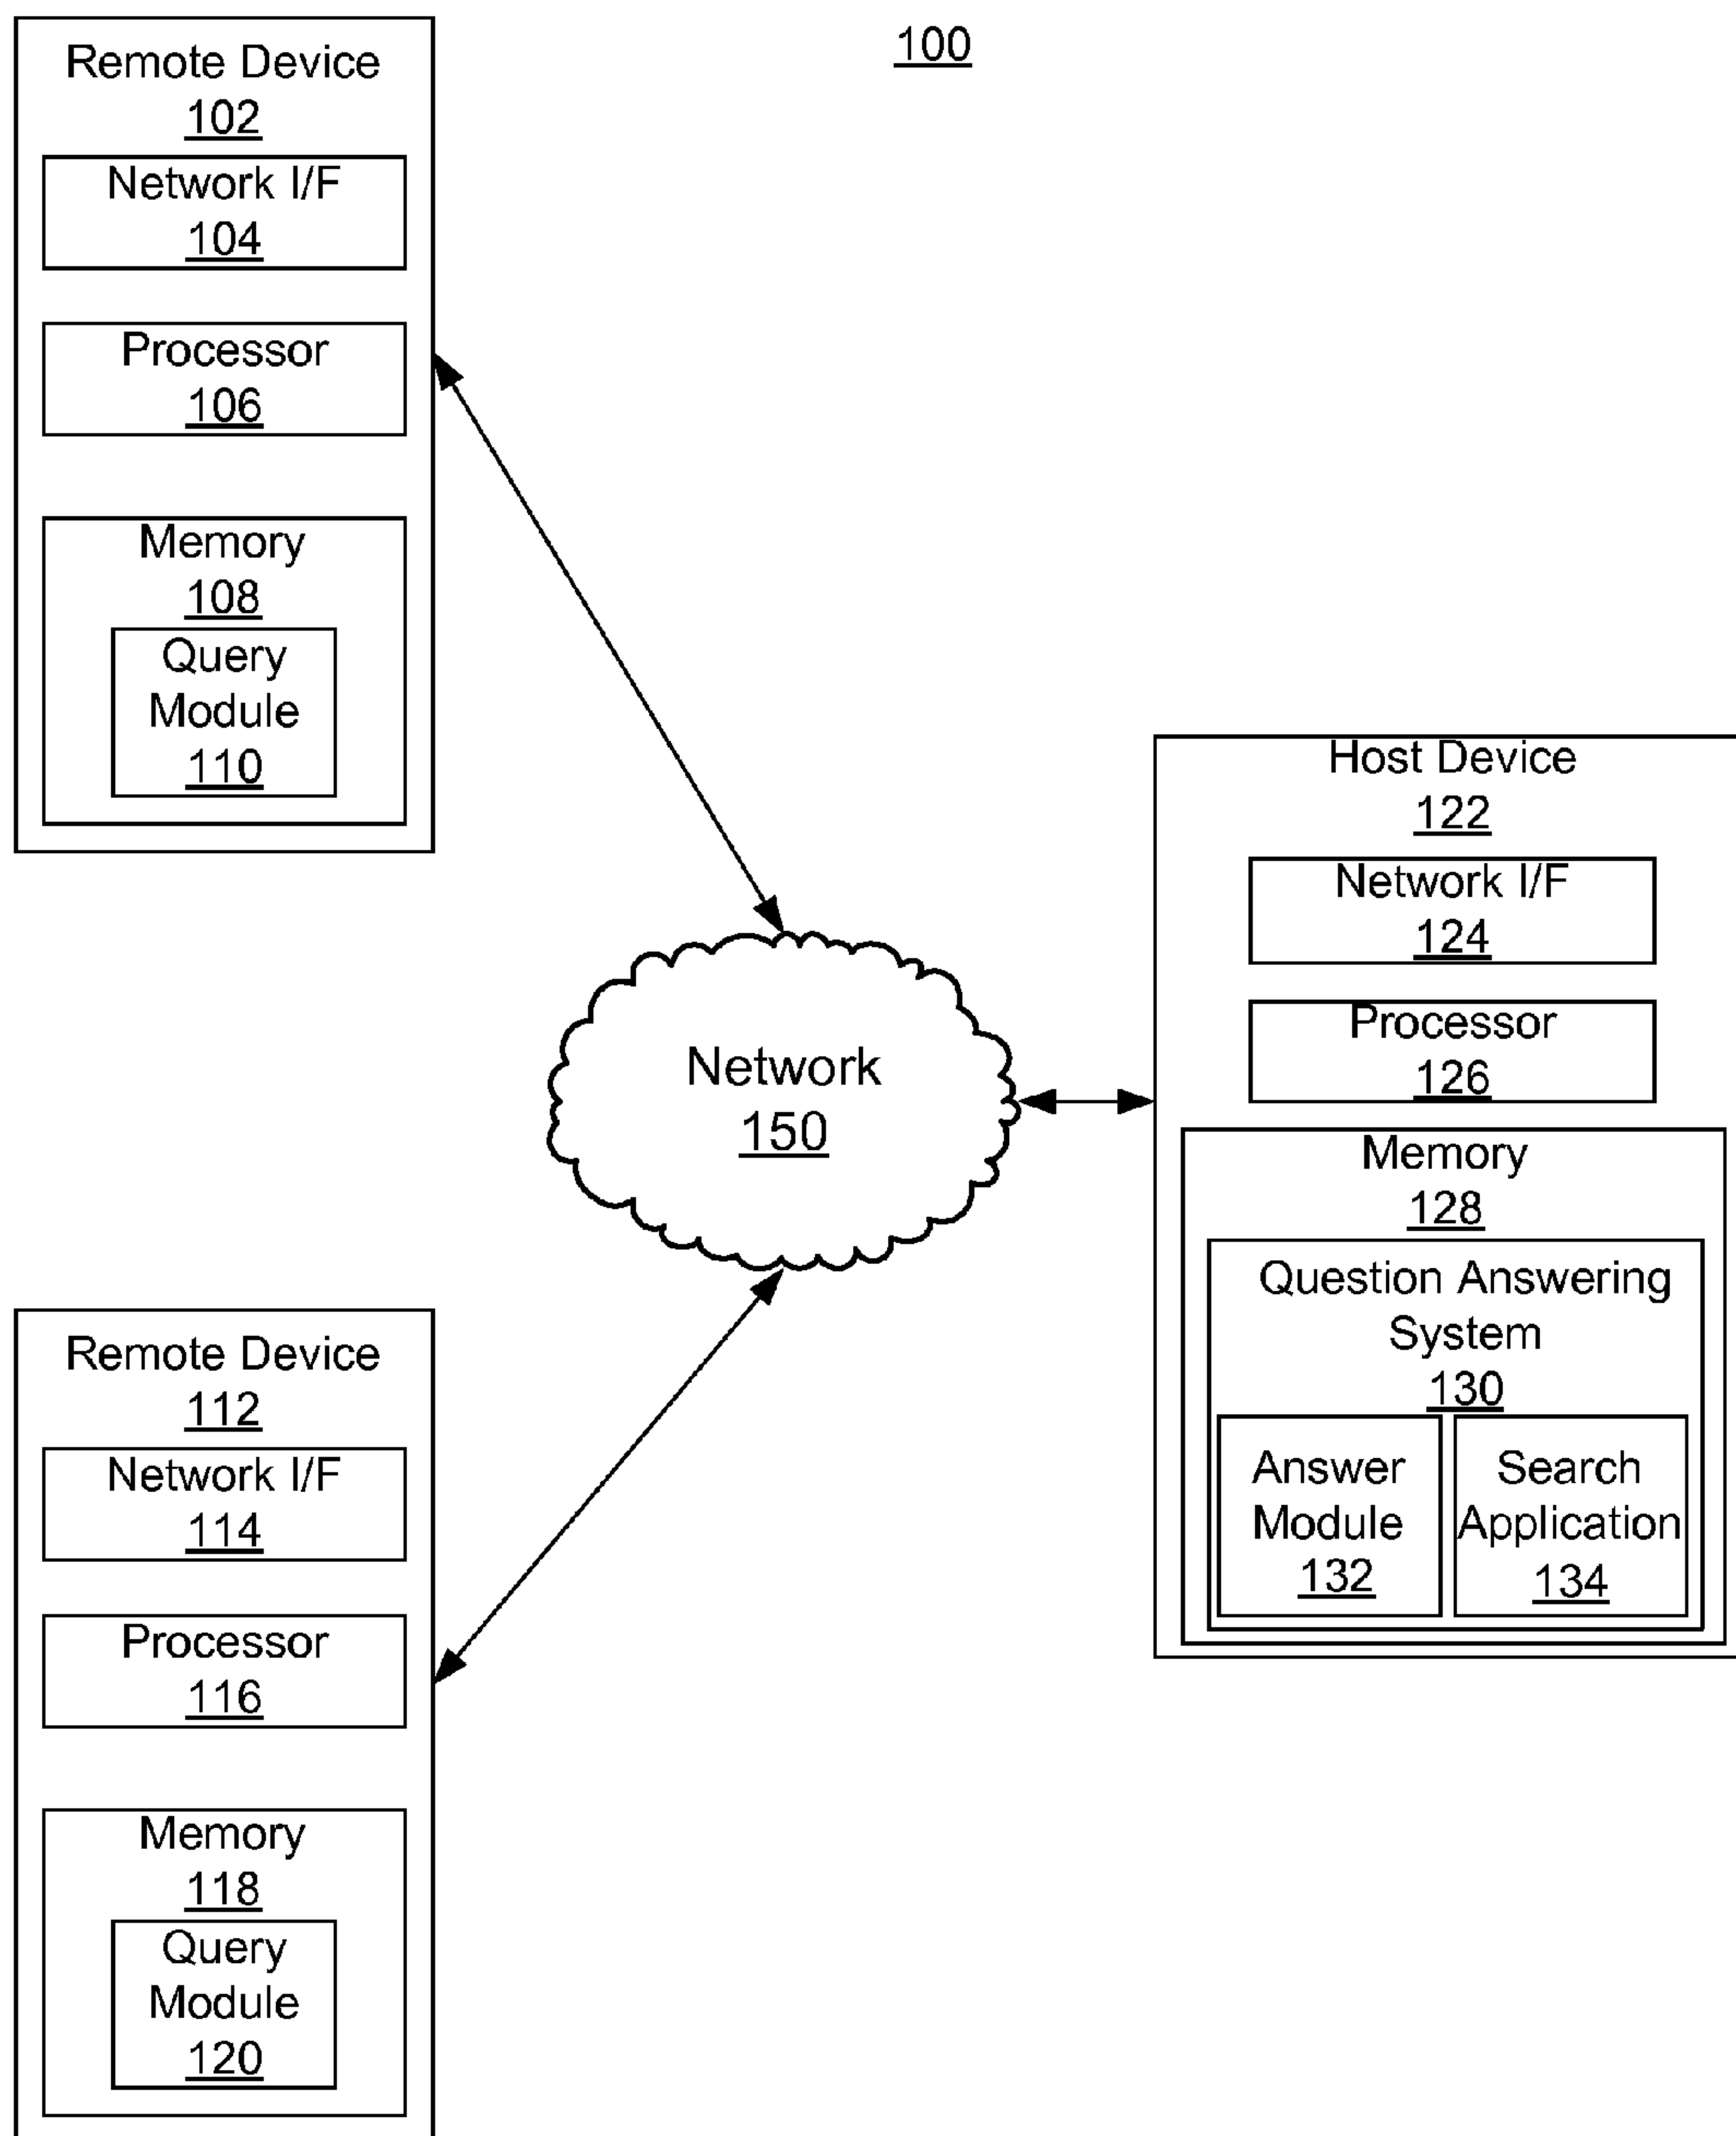 100
Remote Device
102
Network I/F
104
Processor
106
Memory
108
Query
Module
110
Network
150
Host Device
122
Network I/F
124
Processor
126
Memory
128
Question Answering
System
130
Answer
Module
132
Search
Application
134
Remote Device
112
Network I/F
114
Processor
116
Memory
118
Query
Module
120